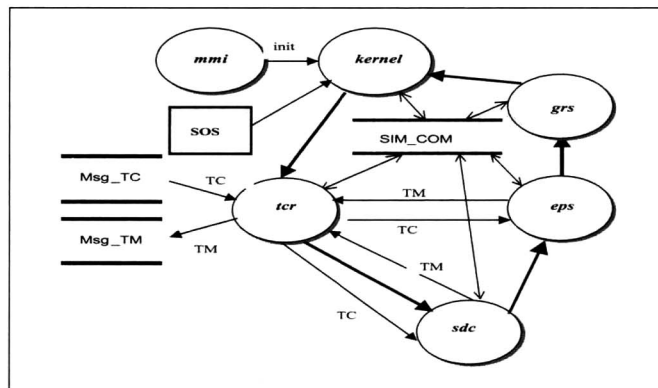 mmi
init
kernel
grs
SOS
SIM_COM
Msg_TC
TC
tcr
TM
eps
TC
Msg_TM
TM
TM
TC
sdc